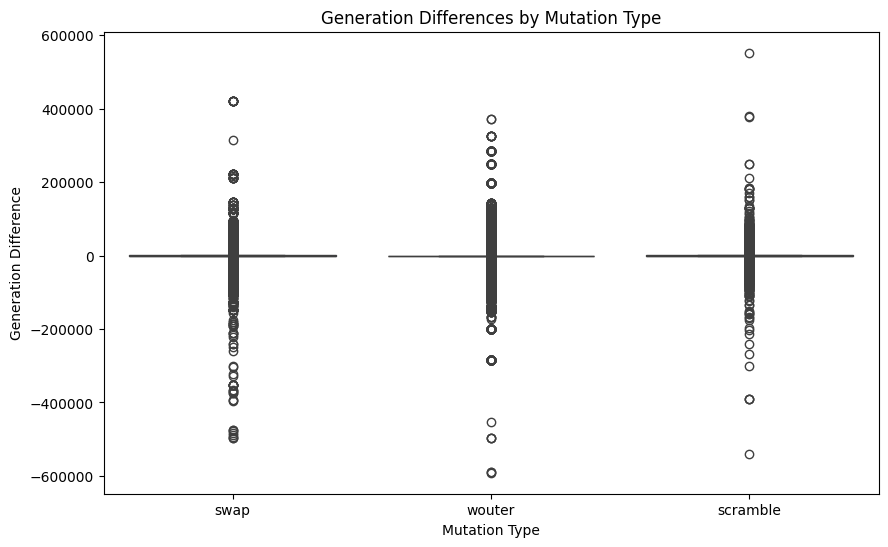 Generation Differences by Mutation Type
600000
400000
200000
0
−200000
−400000
−600000
Generation Difference
swap
wouter
scramble
Mutation Type